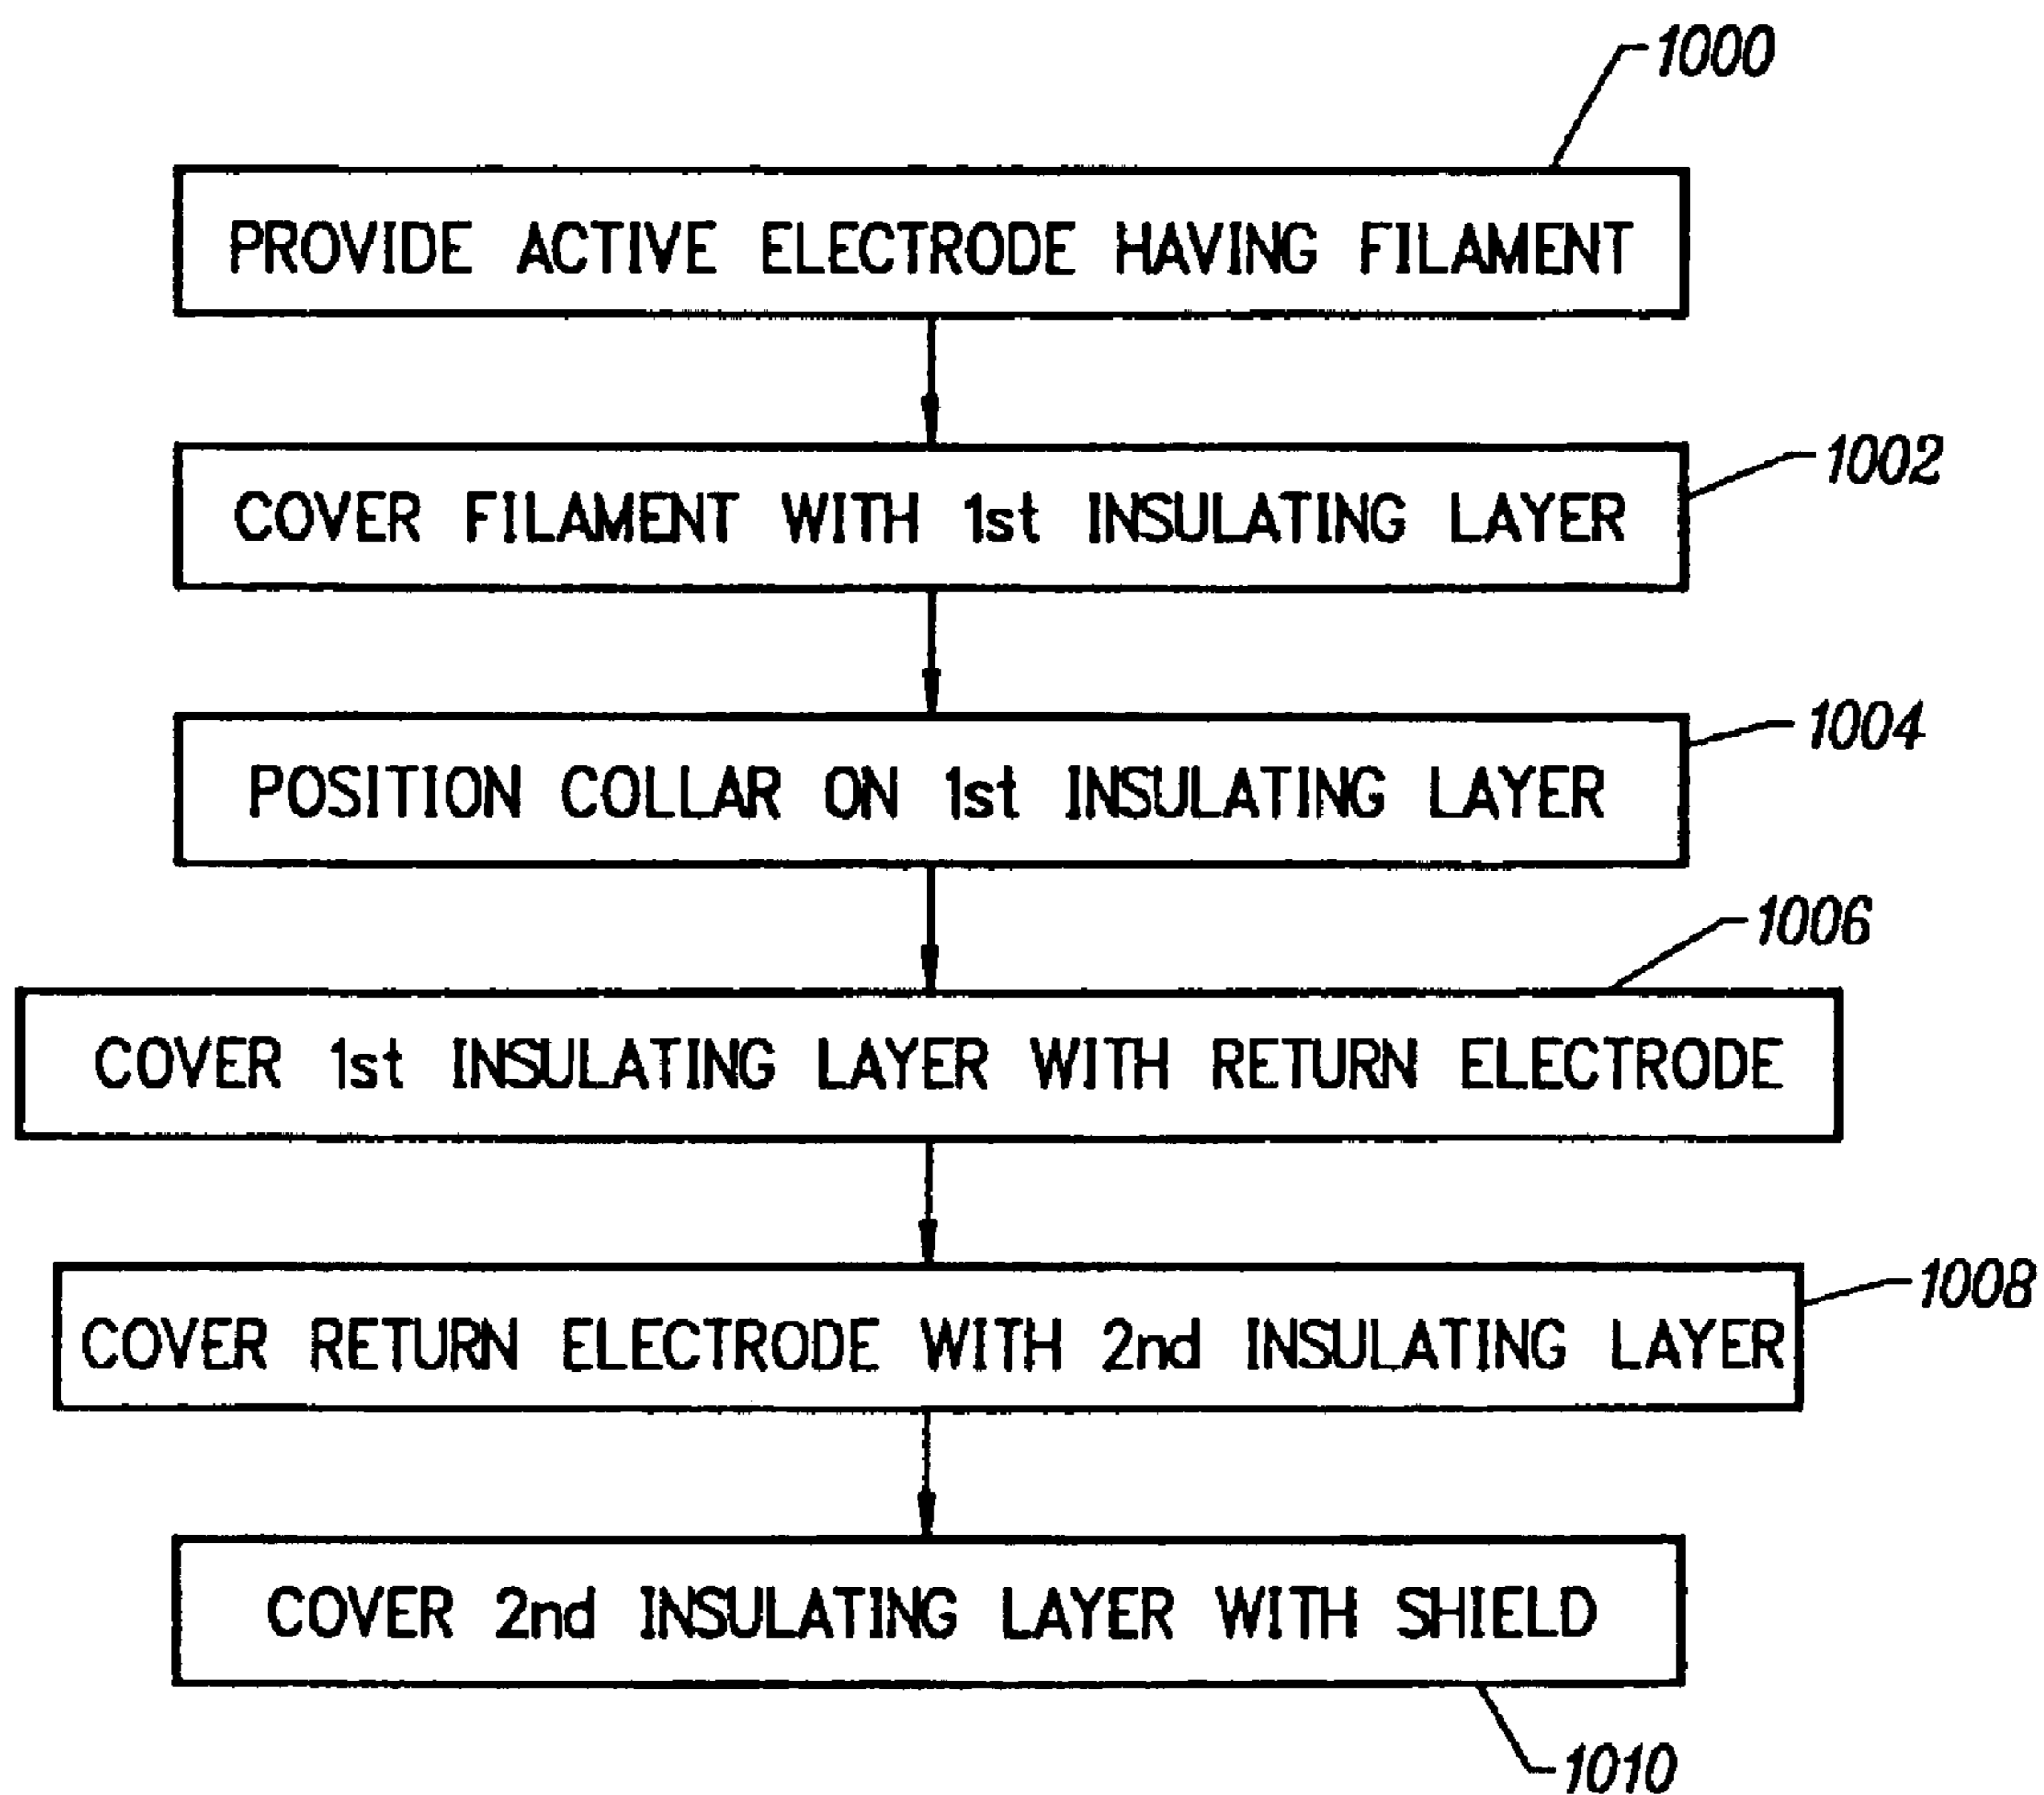 1000
PROVIDE ACTIVE ELECTRODE HAVING FILAMENT
1002
COVER FILAMENT WITH 1st INSULATING LAYER
1004
POSITION COLLAR ON 1st INSULATING LAYER
1006
COVER 1st INSULATING LAYER WITH RETURN ELECTRODE
1008
COVER RETURN ELECTRODE WITH 2nd INSULATING LAYER
COVER 2nd INSULATING LAYER WITH SHIELD
1010